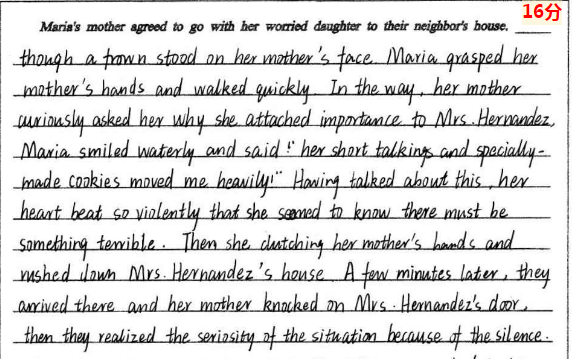 16分
Maria's mother agreed to go with her worried daughter to their neighbor's house, ____
though a frown stood on her mother's face. Maria grasped her
mother's hands and walked quickly. In the way, her mother
curiously asked her why she attached importance to Mrs. Hernandez.
Maria smiled waterly and said :" her short talkings and specially-
made cookies moved me heavily!" Having talked about this, her
heart beat so violently that she seemed to know there must be
something terrible. Then she clutching her mother's hands and
rushed down Mrs. Hernandez's house. A few minutes later, they
arrived there and her mother knocked on Mrs. Hernandez's door,
then they realized the seriosity of the situation because of the silence.